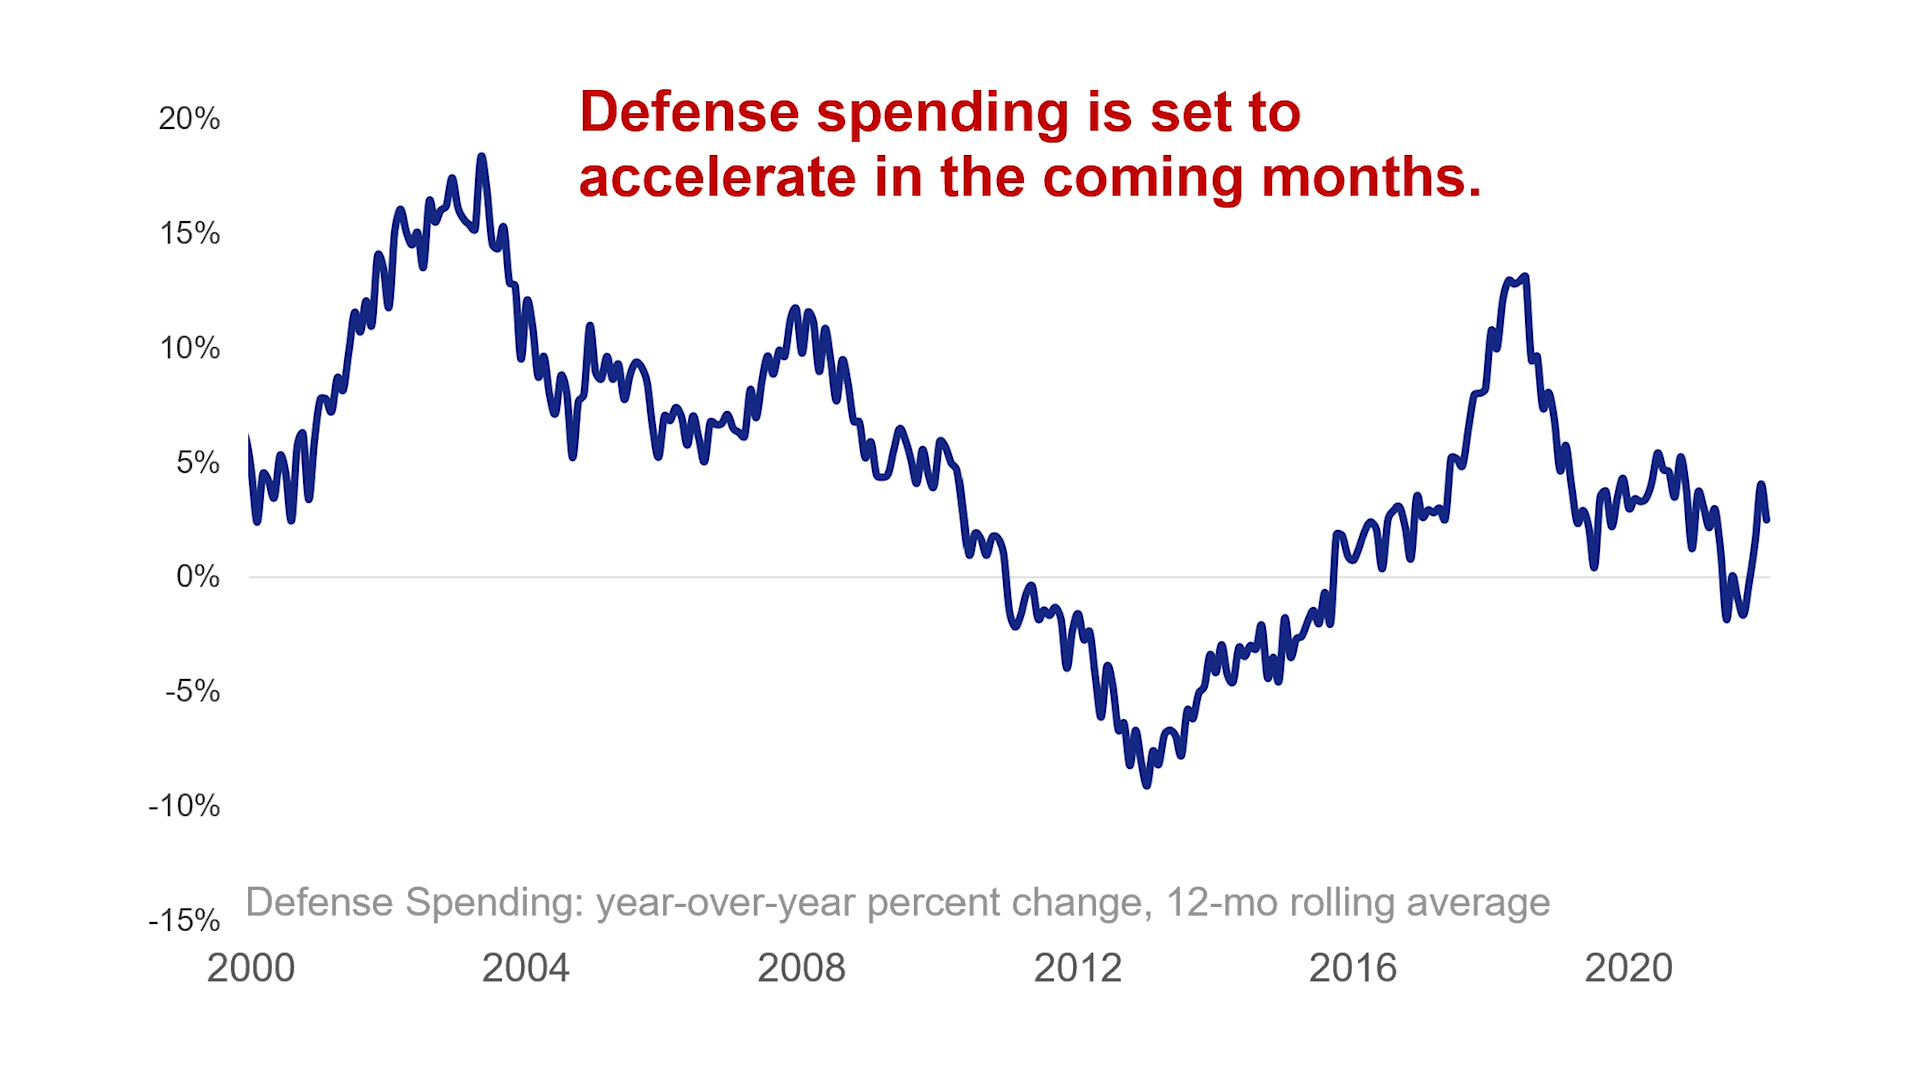 Defense spending is set to
accelerate in the coming months.
20%
15%
10%
5%
0%
-5%
-10%
-15%
Defense Spending: year-over-year percent change, 12-mo rolling average
2000 2004 2008 2012 2016 2020